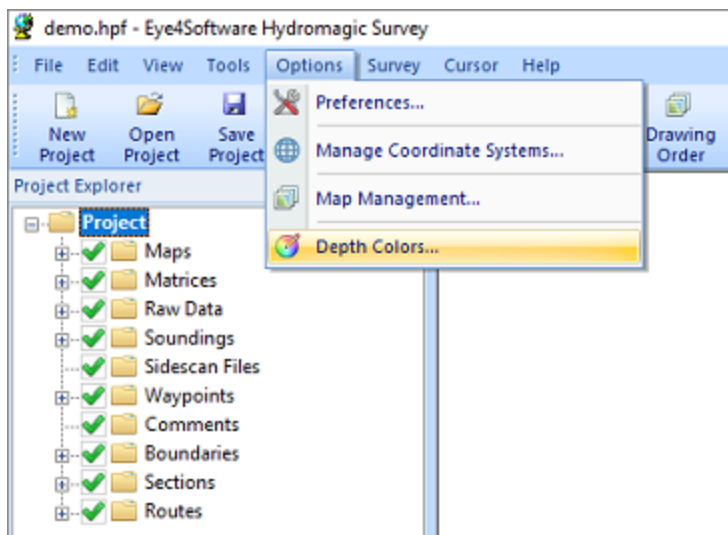 demo.hpf - Eye4Software Hydromagic Survey
File Edit View Tools Options Survey Cursor Help
New Project
Open Project
Save Project
Drawing Order
Preferences...
Manage Coordinate Systems...
Map Management...
Depth Colors...
Project Explorer
Project
Maps
Matrices
Raw Data
Soundings
Sidescan Files
Waypoints
Comments
Boundaries
Sections
Routes